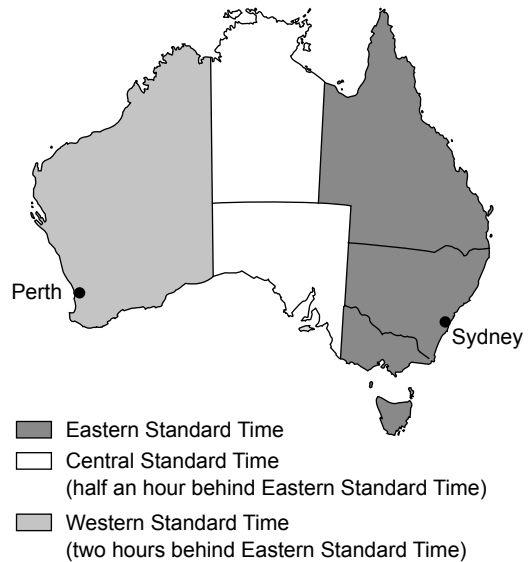 Perth
Sydney
Eastern Standard Time
Central Standard Time
(half an hour behind Eastern Standard Time)
Western Standard Time
(two hours behind Eastern Standard Time)